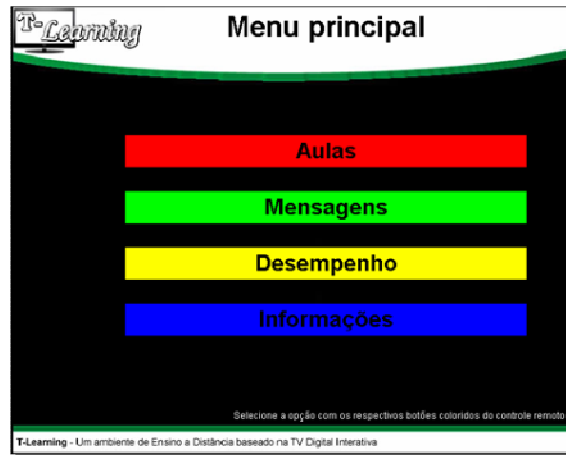 T-Learning
Menu principal
Aulas
Mensagens
Desempenho
Informações
Selecione a opção com os respectivos botões coloridos do controle remoto
T-Learning - Um ambiente de Ensino a Distância baseado na TV Digital Interativa